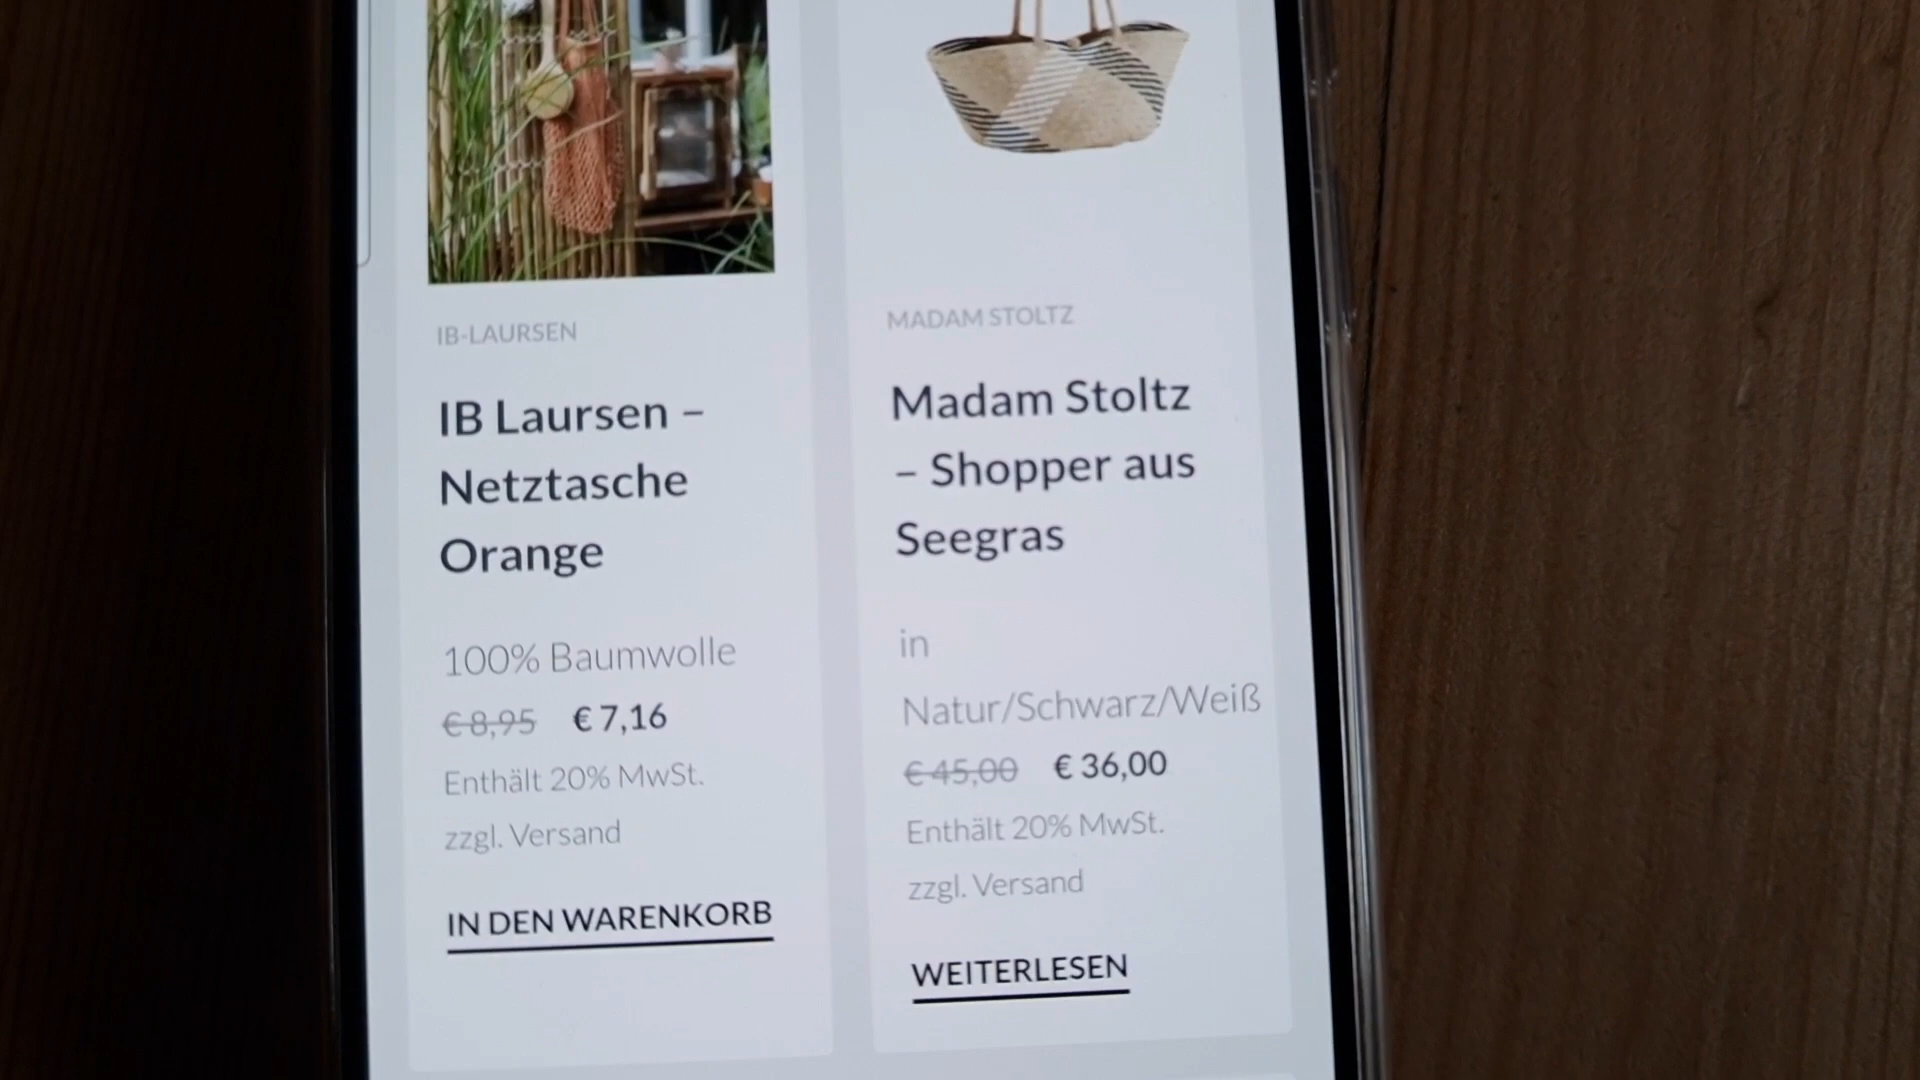 IB-LAURSEN
IB Laursen –
Netztasche
Orange
100% Baumwolle
€ 8,95 € 7,16
Enthält 20% MwSt.
zzgl. Versand
IN DEN WARENKORB
MADAM STOLTZ
Madam Stoltz
– Shopper aus
Seegras
in
Natur/Schwarz/Weiß
€ 45,00 € 36,00
Enthält 20% MwSt.
zzgl. Versand
WEITERLESEN